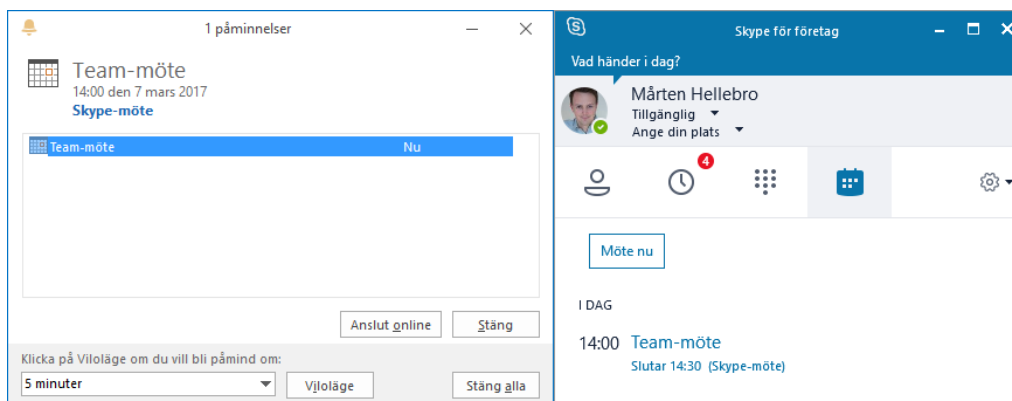 1 påminnelser
Team-möte
14:00 den 7 mars 2017
Skype-möte
Team-möte Nu
Anslut online Stäng
Klicka på Viloläge om du vill bli påmind om:
5 minuter Viloläge Stäng alla
S Skype för företag
Vad händer i dag?
Mårten Hellebro
Tillgänglig
Ange din plats
4
Möte nu
I DAG
14:00 Team-möte
Slutar 14:30 (Skype-möte)